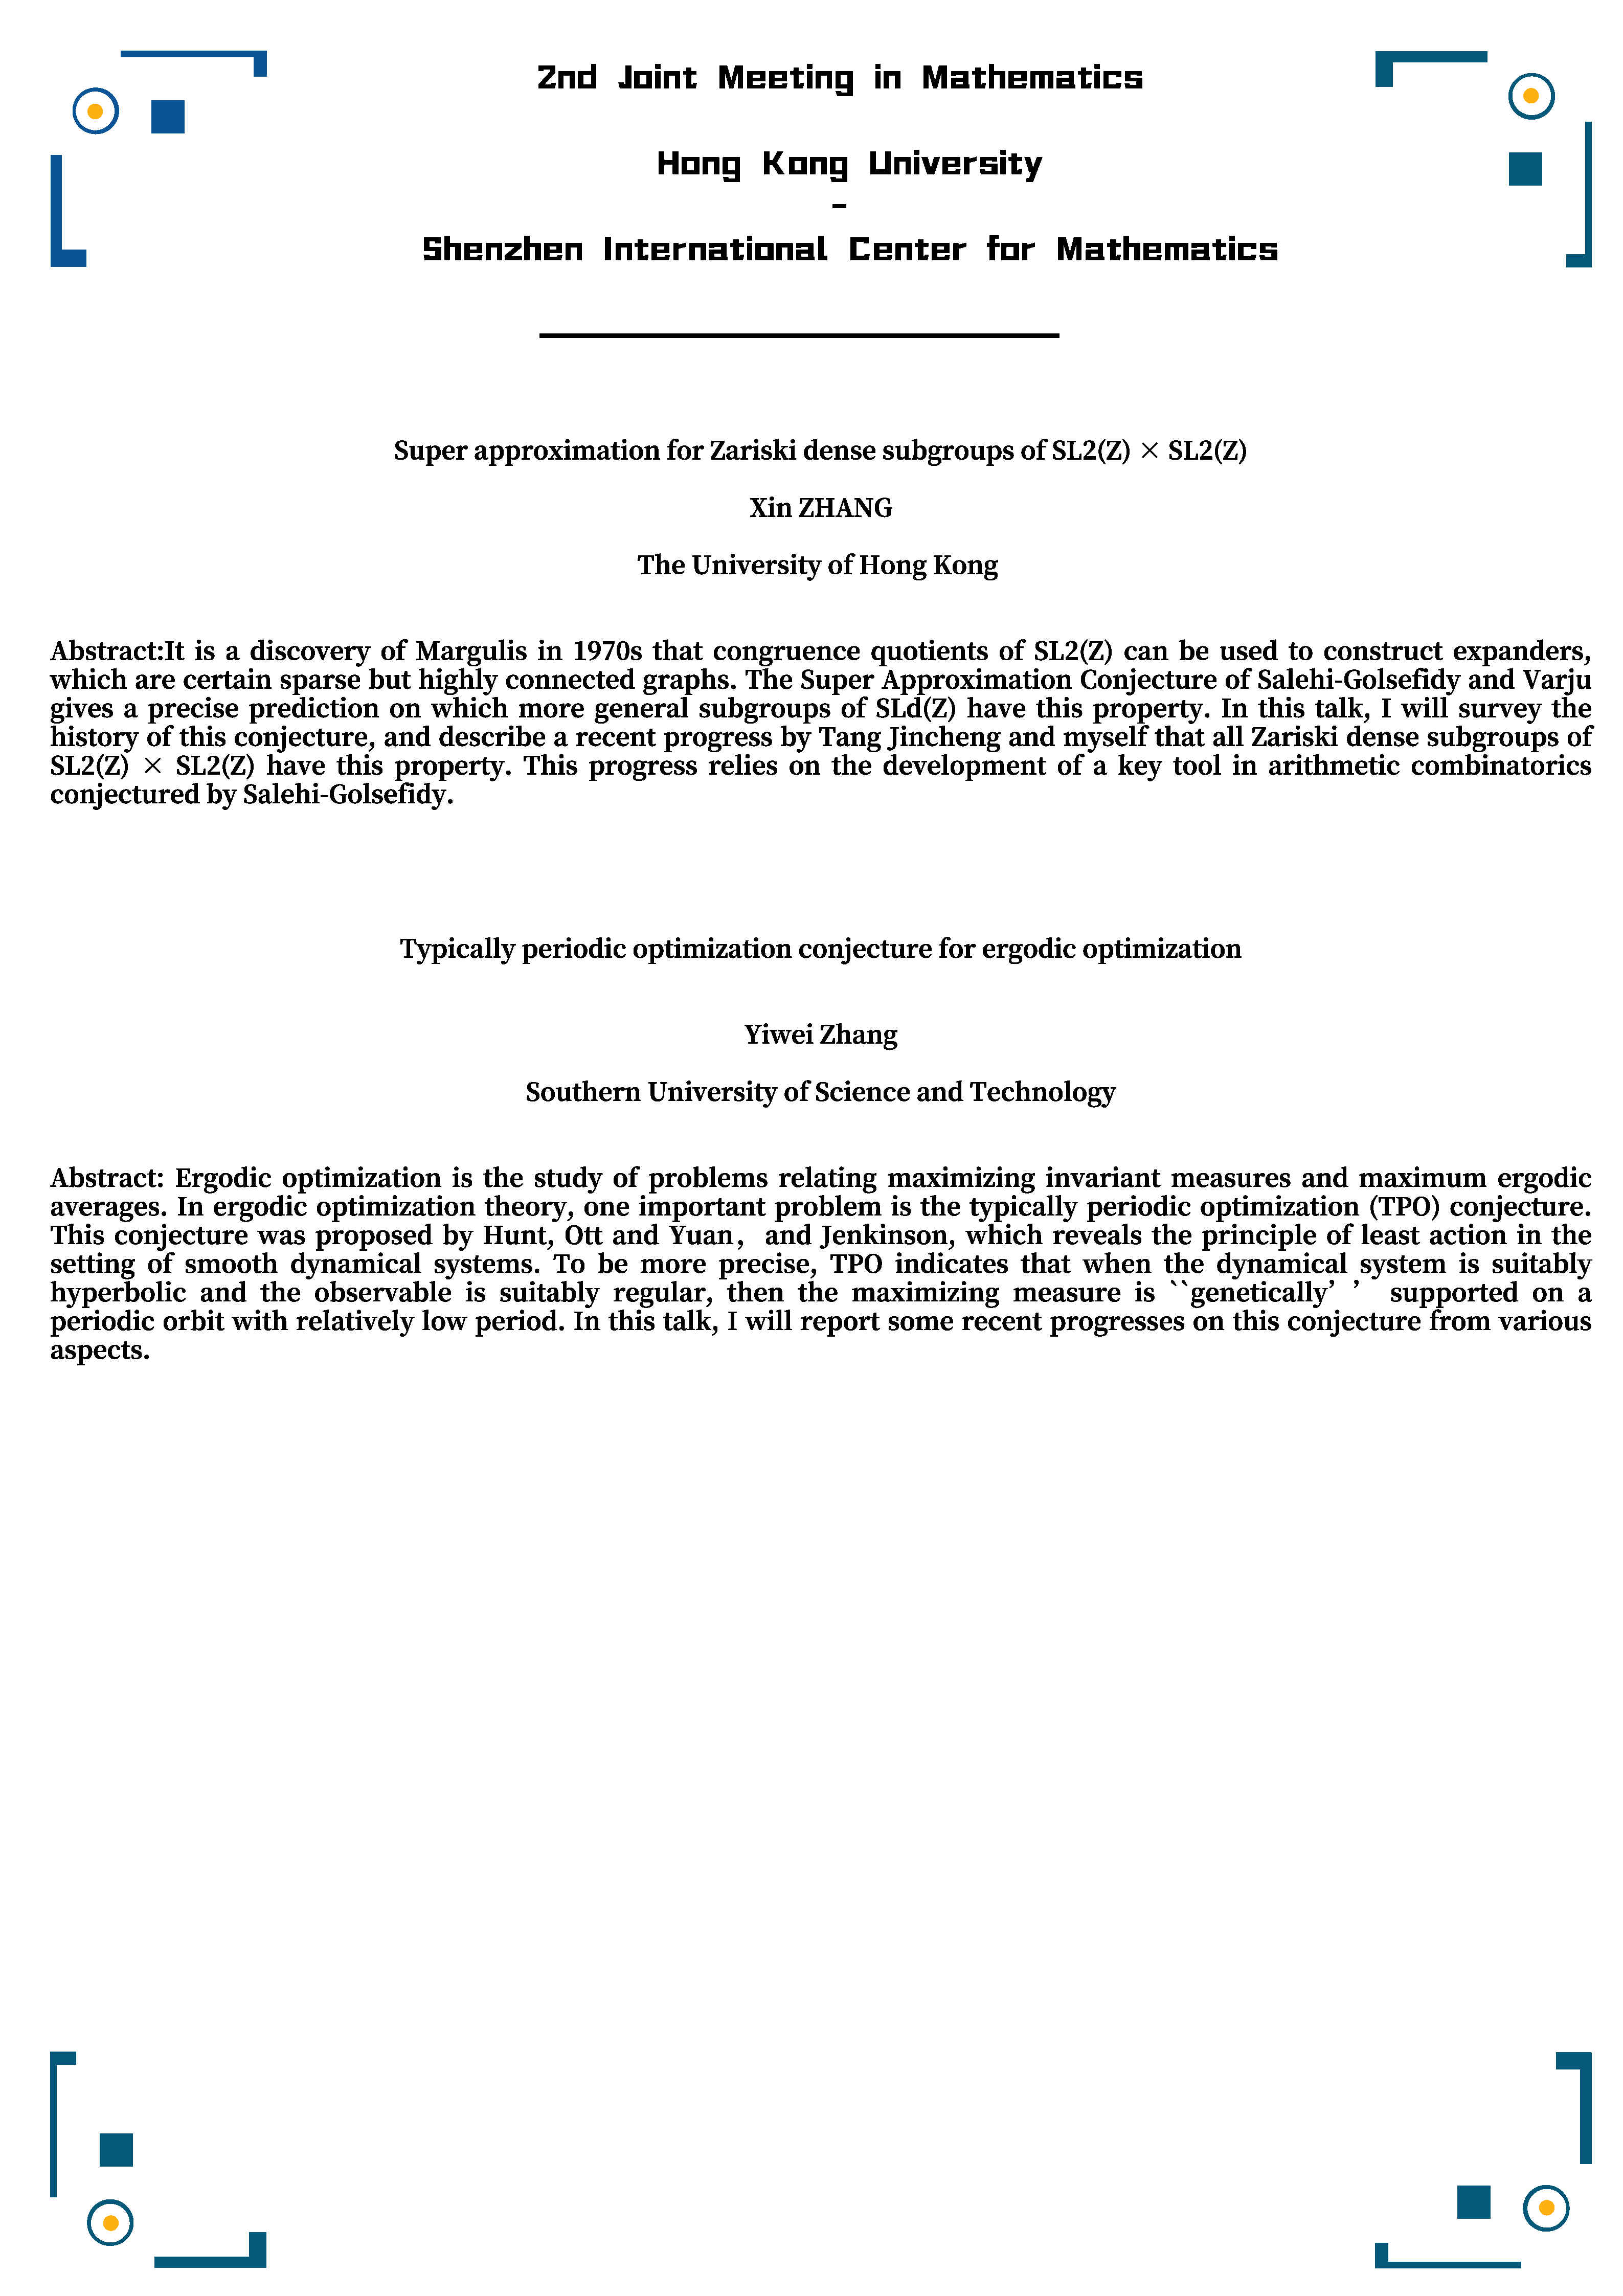 2nd Joint Meeting in Mathematics
Hong Kong University
-
Shenzhen International Center for Mathematics
Super approximation for Zariski dense subgroups of SL2(Z) × SL2(Z)
Xin ZHANG
The University of Hong Kong
Abstract:It is a discovery of Margulis in 1970s that congruence quotients of SL2(Z) can be used to construct expanders,
which are certain sparse but highly connected graphs. The Super Approximation Conjecture of Salehi-Golsefidy and Varju
gives a precise prediction on which more general subgroups of SLd(Z) have this property. In this talk, I will survey the
history of this conjecture, and describe a recent progress by Tang Jincheng and myself that all Zariski dense subgroups of
SL2(Z) × SL2(Z) have this property. This progress relies on the development of a key tool in arithmetic combinatorics
conjectured by Salehi-Golsefidy.
Typically periodic optimization conjecture for ergodic optimization
Yiwei Zhang
Southern University of Science and Technology
Abstract: Ergodic optimization is the study of problems relating maximizing invariant measures and maximum ergodic
averages. In ergodic optimization theory, one important problem is the typically periodic optimization (TPO) conjecture.
This conjecture was proposed by Hunt, Ott and Yuan，and Jenkinson, which reveals the principle of least action in the
setting of smooth dynamical systems. To be more precise, TPO indicates that when the dynamical system is suitably
hyperbolic and the observable is suitably regular, then the maximizing measure is ``genetically’’ supported on a
periodic orbit with relatively low period. In this talk, I will report some recent progresses on this conjecture from various
aspects.